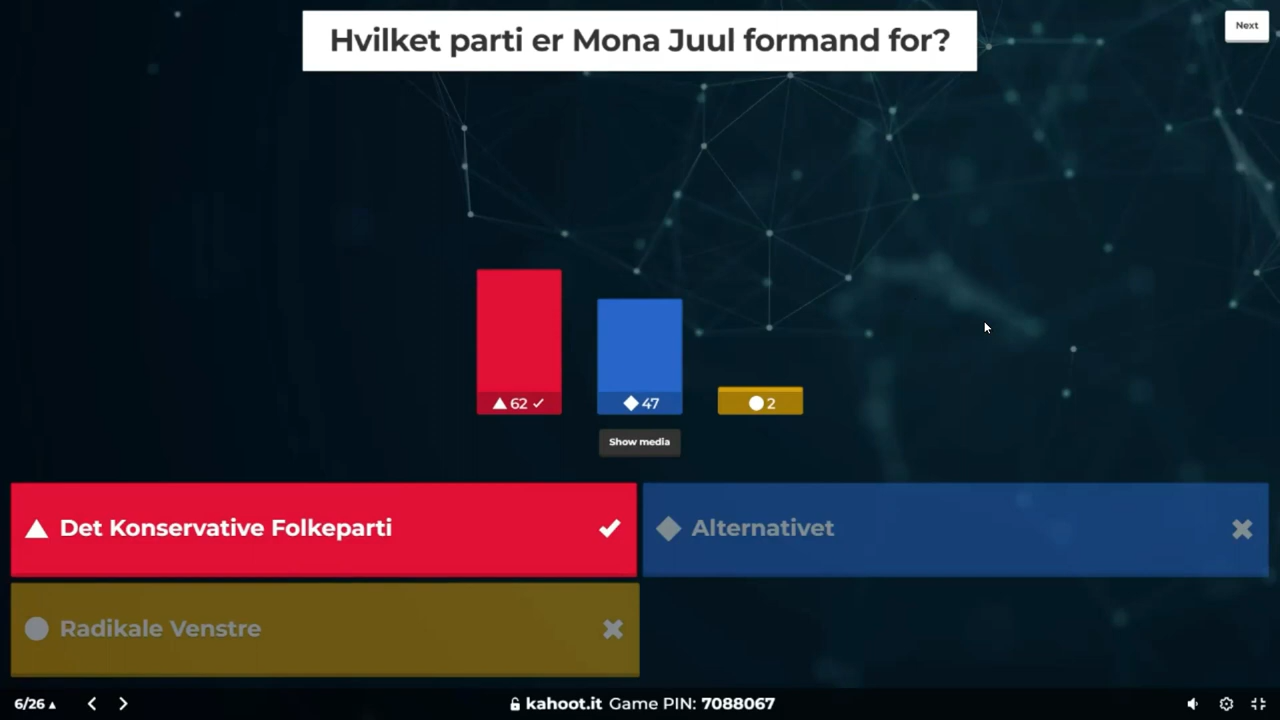 Hvilket parti er Mona Juul formand for?
Next
62
47
2
Show media
Det Konservative Folkeparti
Alternativet
Radikale Venstre
6/26
kahoot.it Game PIN: 7088067